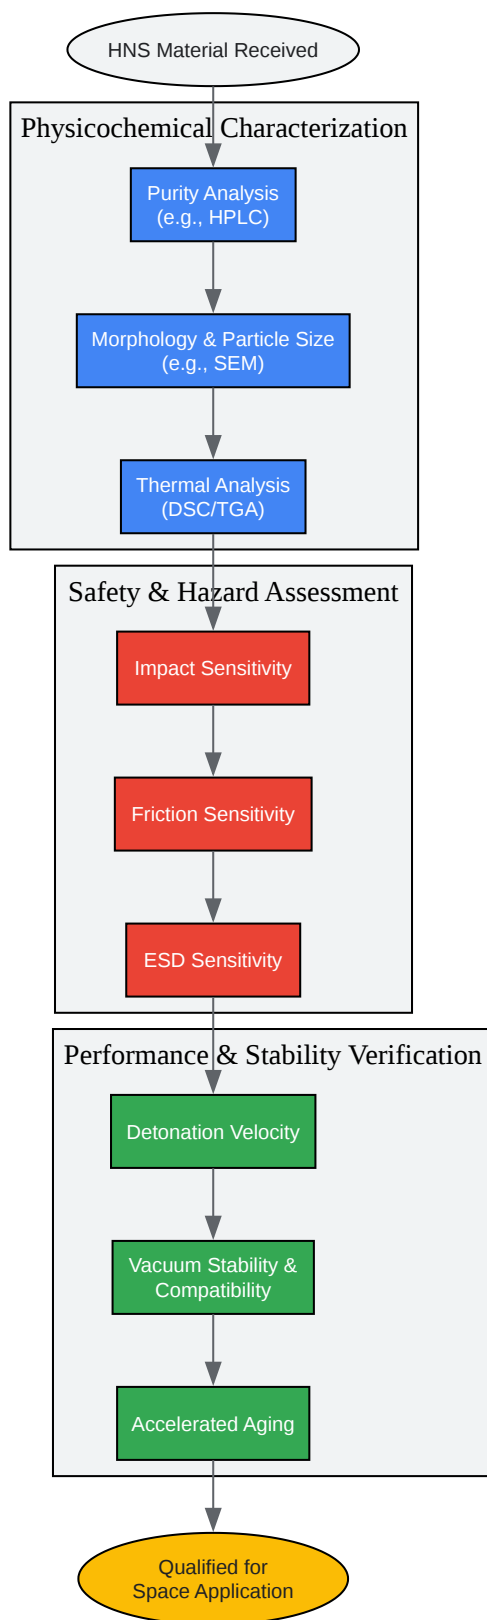 HNS Material Received
Physicochemical Characterization
Purity Analysis
(e.g., HPLC)
Morphology & Particle Size
(e.g., SEM)
Thermal Analysis
(DSC/TGA)
Safety & Hazard Assessment
Impact Sensitivity
Friction Sensitivity
ESD Sensitivity
Performance & Stability Verification
Detonation Velocity
Vacuum Stability &
Compatibility
Accelerated Aging
Qualified for
Space Application